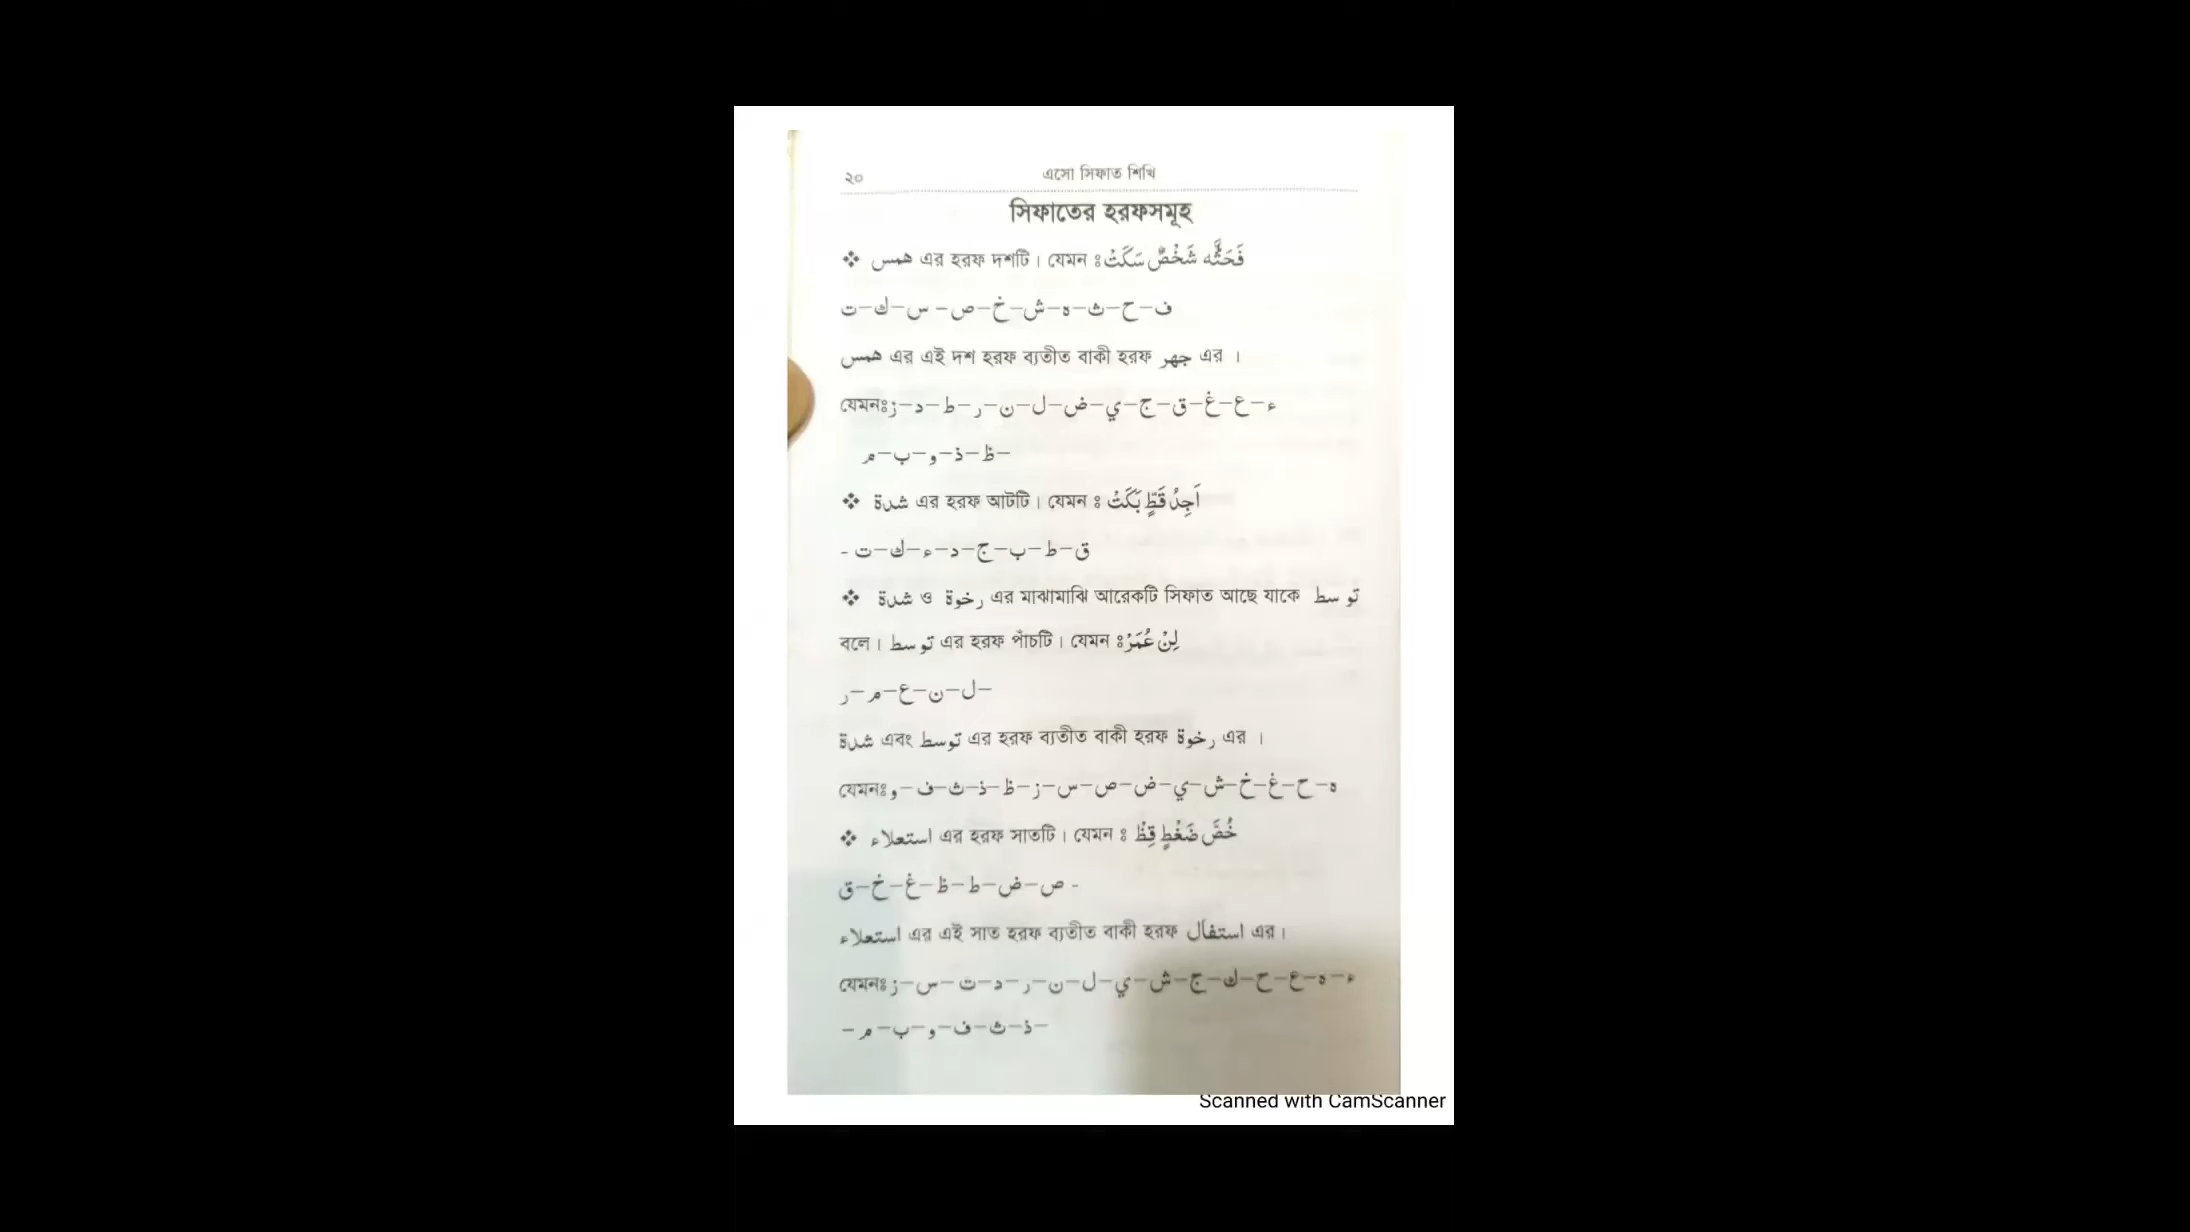 ২০
এসো সিফাত শিখি
সিফাতের হরফসমূহ
❖ همس এর হরফ দশটি। যেমন ঃ فَحَثَّه شَخْصٌ سَكَتْ
ف–ح–ث–ه–ش–خ–ص– س–ك–ت
همس এর এই দশ হরফ ব্যতীত বাকী হরফ جهر এর ।
যেমনঃ ء–ع–غ–ق–ج–ي–ض–ل–ن–ر–ط–د–ز
–ظ–ذ–و–ب–م
❖ شدة এর হরফ আটটি। যেমন ঃ اَجِدُ قَطٍّ بَكَتْ
ق–ط–ب–ج–د–ء–ك–ت -
❖ شدة ও رخوة এর মাঝামাঝি আরেকটি সিফাত আছে যাকে توسط
বলে। توسط এর হরফ পাঁচটি। যেমন ঃ لِنْ عُمَرْ
–ل–ن–ع–م–ر
شدة এবং توسط এর হরফ ব্যতীত বাকী হরফ رخوة এর ।
যেমনঃ ه–ح–غ–خ–ش–ي–ض–ص–س–ز–ظ–ذ–ث–ف–و
❖ استعلاء এর হরফ সাতটি। যেমন ঃ خُصَّ ضَغْطٍ قِظْ
- ص–ض–ط–ظ–غ–خ–ق
استعلاء এর এই সাত হরফ ব্যতীত বাকী হরফ استفال এর।
যেমনঃ ء–ه–ع–ح–ك–ج–ش–ي–ل–ن–ر–د–ت–س–ز
–ذ–ث–ف–و–ب–م–
Scanned with CamScanner